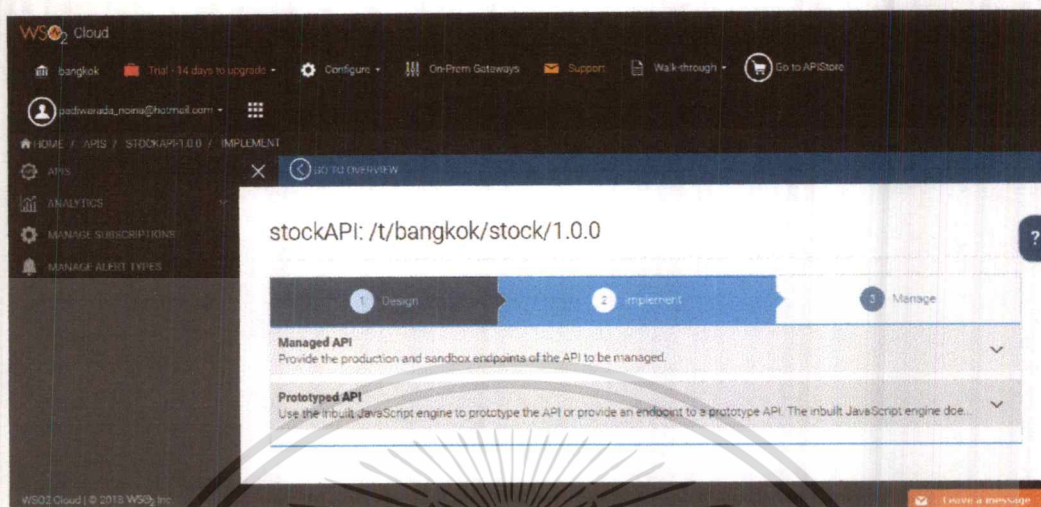 WSO2 Cloud
bangkok Trial - 14 days to upgrade Configure On-Prem Gateways Support Walk-through Go to APIStore
padiwarada_noina@hotmail.com
HOME / APIS / STOCKAPI-1.0.0 / IMPLEMENT
APIS
GO TO OVERVIEW
ANALYTICS
MANAGE SUBSCRIPTIONS
MANAGE ALERT TYPES
stockAPI: /t/bangkok/stock/1.0.0
?
1 Design 2 Implement 3 Manage
Managed API
Provide the production and sandbox endpoints of the API to be managed.
Prototyped API
Use the inbuilt JavaScript engine to prototype the API or provide an endpoint to a prototype API. The inbuilt JavaScript engine doe...
WSO2 Cloud | © 2018 WSO2 Inc
Leave a message